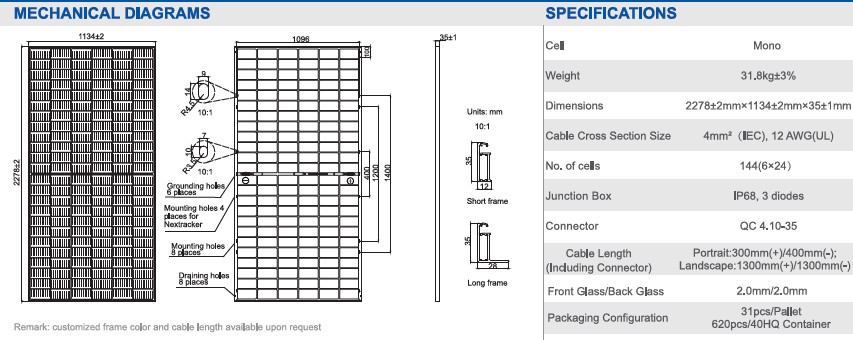 MECHANICAL DIAGRAMS
1134±2
1096
35±1
100
9
14
R4.5
10:1
7
10
R3.5
10:1
2278±2
400
1200
1400
Grounding holes
6 places
Mounting holes 4
places for
Nextracker
Mounting holes
8 places
Draining holes
8 places
Units: mm
10:1
35
12
Short frame
35
28
Long frame
Remark: customized frame color and cable length available upon request
SPECIFICATIONS
Cell Mono
Weight 31.8kg±3%
Dimensions 2278±2mm×1134±2mm×35±1mm
Cable Cross Section Size 4mm² (IEC), 12 AWG(UL)
No. of cells 144(6×24)
Junction Box IP68, 3 diodes
Connector QC 4.10-35
Cable Length Portrait:300mm(+)/400mm(-);
(Including Connector) Landscape:1300mm(+)/1300mm(-)
Front Glass/Back Glass 2.0mm/2.0mm
Packaging Configuration 31pcs/Pallet
620pcs/40HQ Container